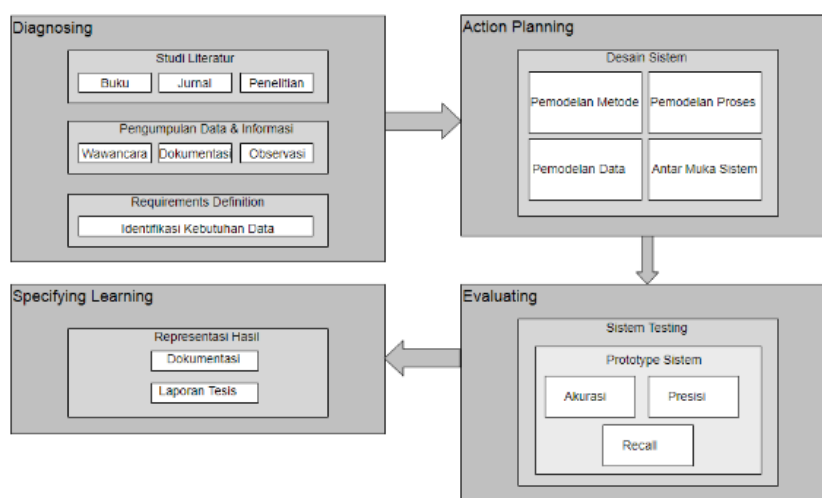 Diagnosing
Studi Literatur
Buku
Jurnal
Penelitian
Pengumpulan Data & Informasi
Wawancara
Dokumentasi
Observasi
Requirements Definition
Identifikasi Kebutuhan Data
Action Planning
Desain Sistem
Pemodelan Metode
Pemodelan Proses
Pemodelan Data
Antar Muka Sistem
Evaluating
Sistem Testing
Prototype Sistem
Akurasi
Presisi
Recall
Specifying Learning
Representasi Hasil
Dokumentasi
Laporan Tesis